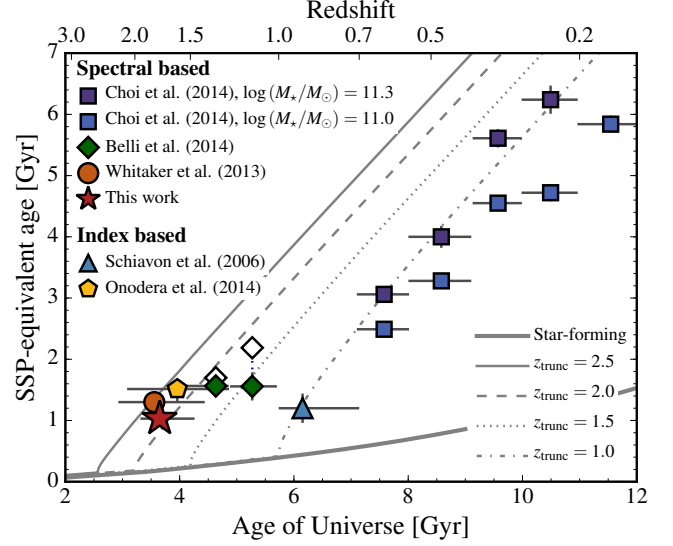 Redshift
3.0 2.0 1.5 1.0 0.7 0.5 0.2
7
6
5
4
3
2
1
0
SSP-equivalent age [Gyr]
Spectral based
Choi et al. (2014), log (M⋆/M⊙) = 11.3
Choi et al. (2014), log (M⋆/M⊙) = 11.0
Belli et al. (2014)
Whitaker et al. (2013)
This work
Index based
Schiavon et al. (2006)
Onodera et al. (2014)
Star-forming
z_trunc = 2.5
z_trunc = 2.0
z_trunc = 1.5
z_trunc = 1.0
2 4 6 8 10 12
Age of Universe [Gyr]